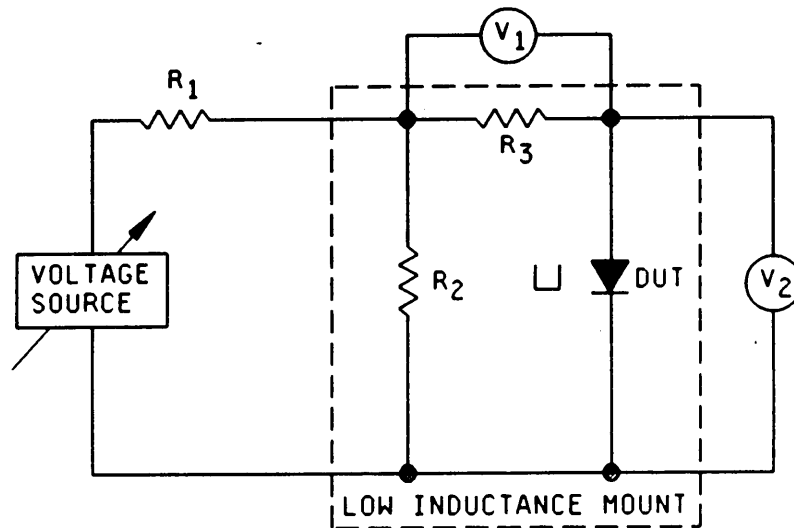 V1
R1
R3
VOLTAGE
SOURCE
R2
DUT
V2
LOW INDUCTANCE MOUNT